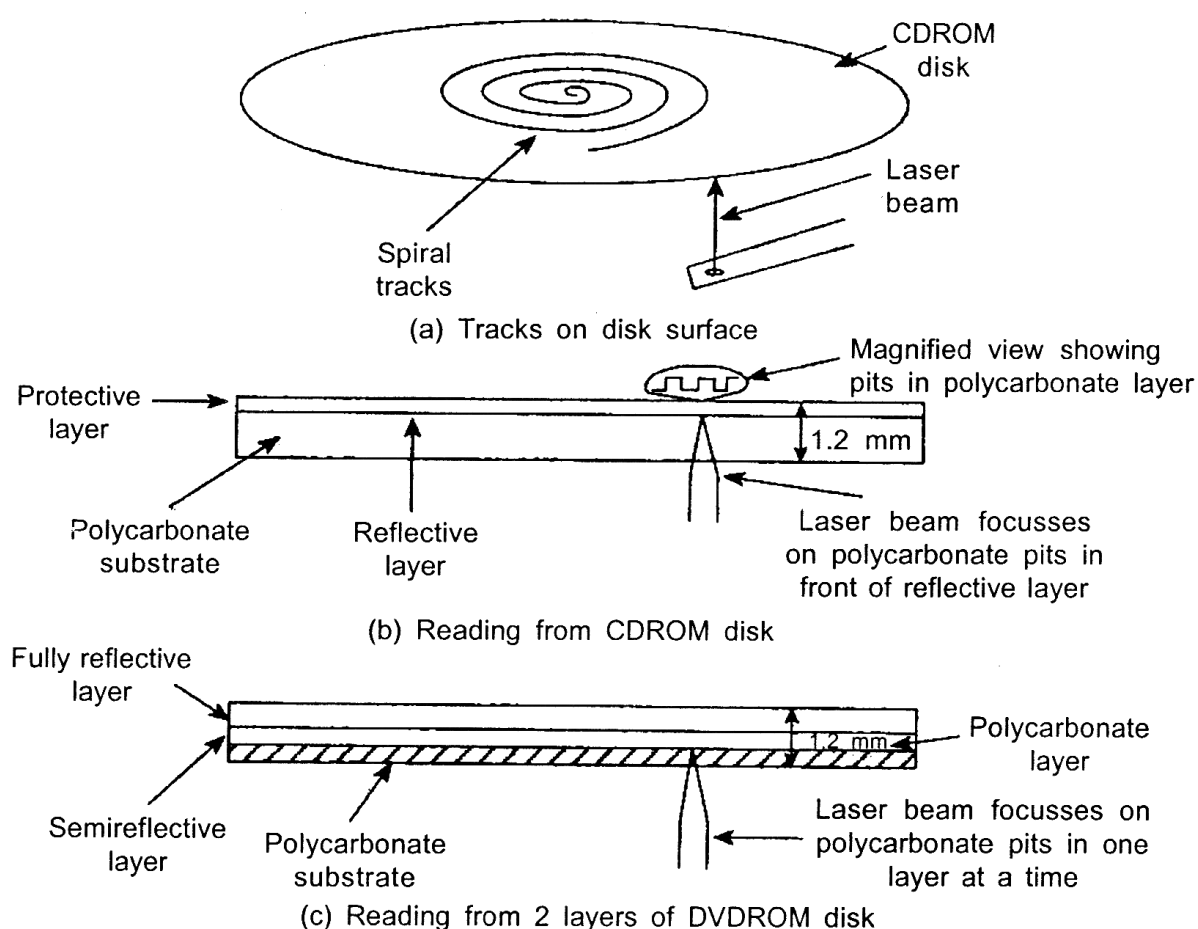 CDROM
disk
Laser
beam
Spiral
tracks
(a) Tracks on disk surface
Magnified view showing
pits in polycarbonate layer
Protective
layer
1.2 mm
Polycarbonate
substrate
Reflective
layer
Laser beam focusses
on polycarbonate pits in
front of reflective layer
(b) Reading from CDROM disk
Fully reflective
layer
1.2 mm
Polycarbonate
layer
Semireflective
layer
Polycarbonate
substrate
Laser beam focusses on
polycarbonate pits in one
layer at a time
(c) Reading from 2 layers of DVDROM disk